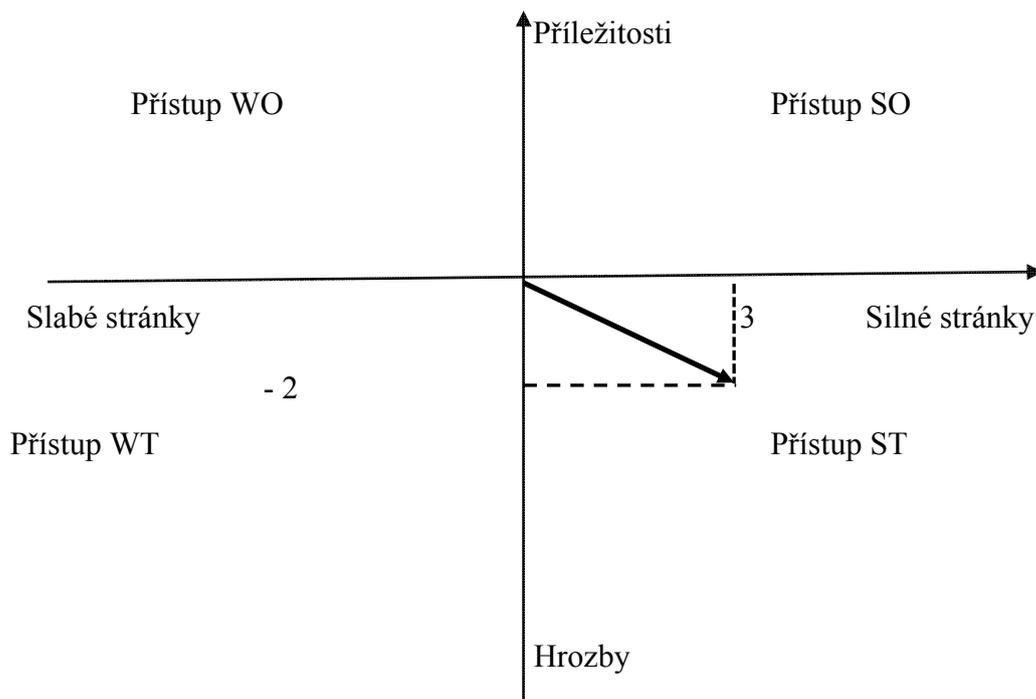 Příležitosti
Přístup WO
Přístup SO
Slabé stránky
3
Silné stránky
- 2
Přístup WT
Přístup ST
Hrozby